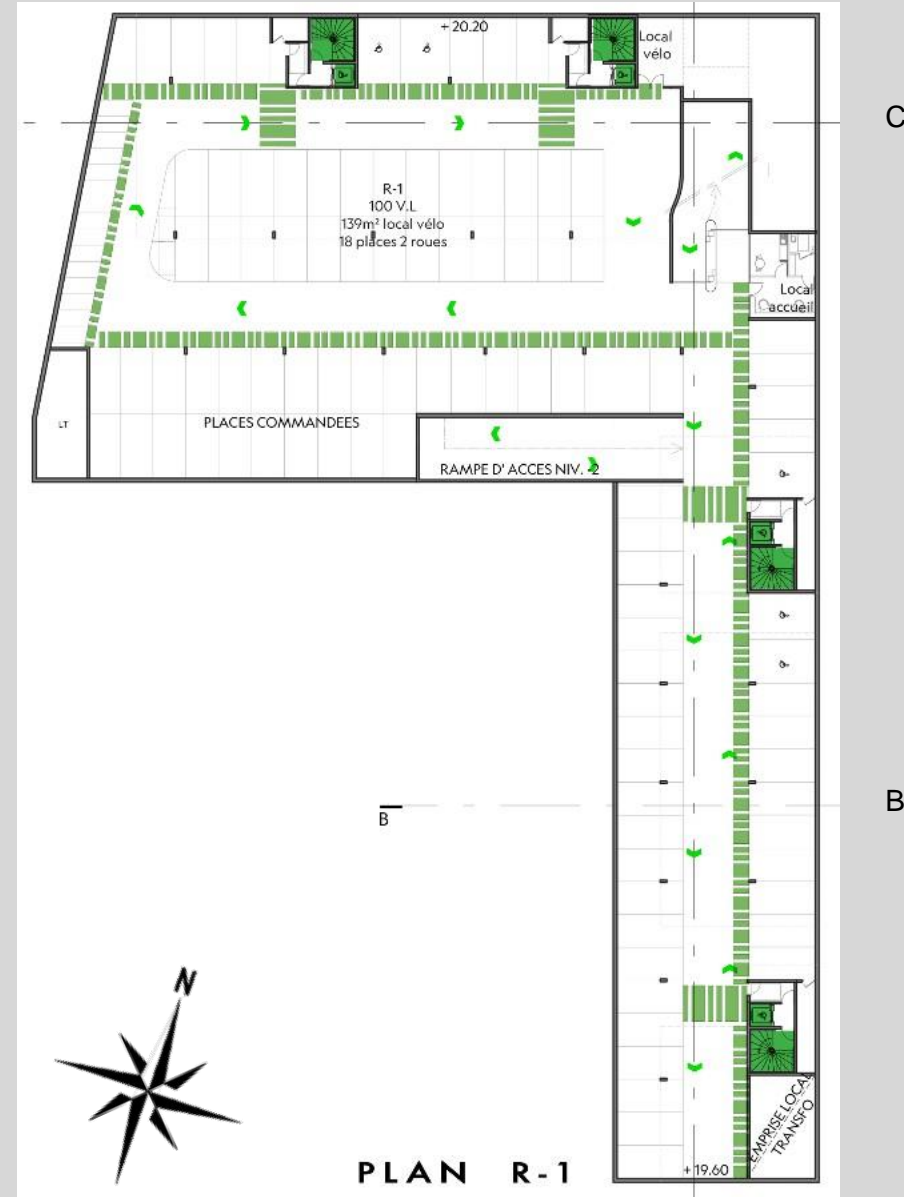 +20.20
Local
vélo
C
R-1
100 V.L
139m² local vélo
18 places 2 roues
Local
accueil
LT
PLACES COMMANDEES
RAMPE D' ACCES NIV. -2
B
B
N
EMPRISE LOCAL
TRANSFO
PLAN R-1
+19.60